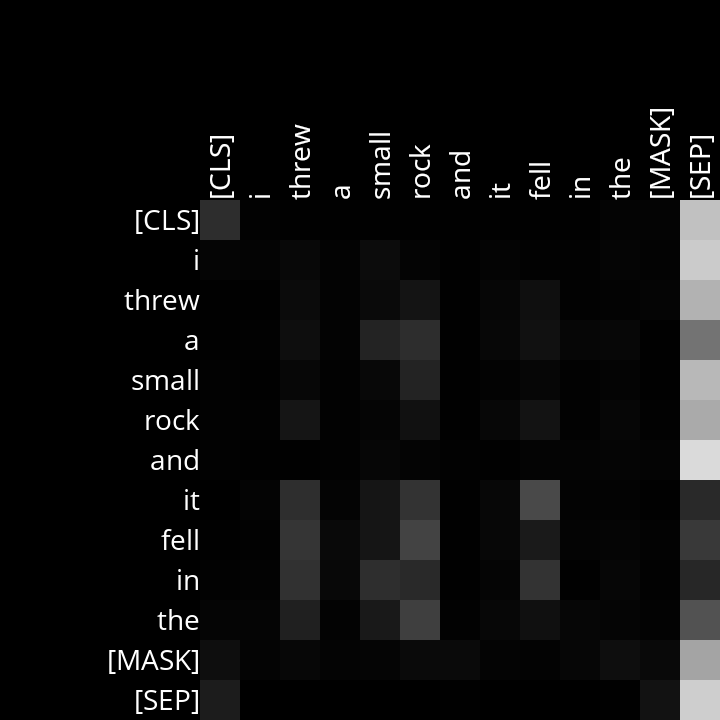 [CLS] i threw a small rock and it fell in the [MASK] [SEP]
[CLS]
i
threw
a
small
rock
and
it
fell
in
the
[MASK]
[SEP]